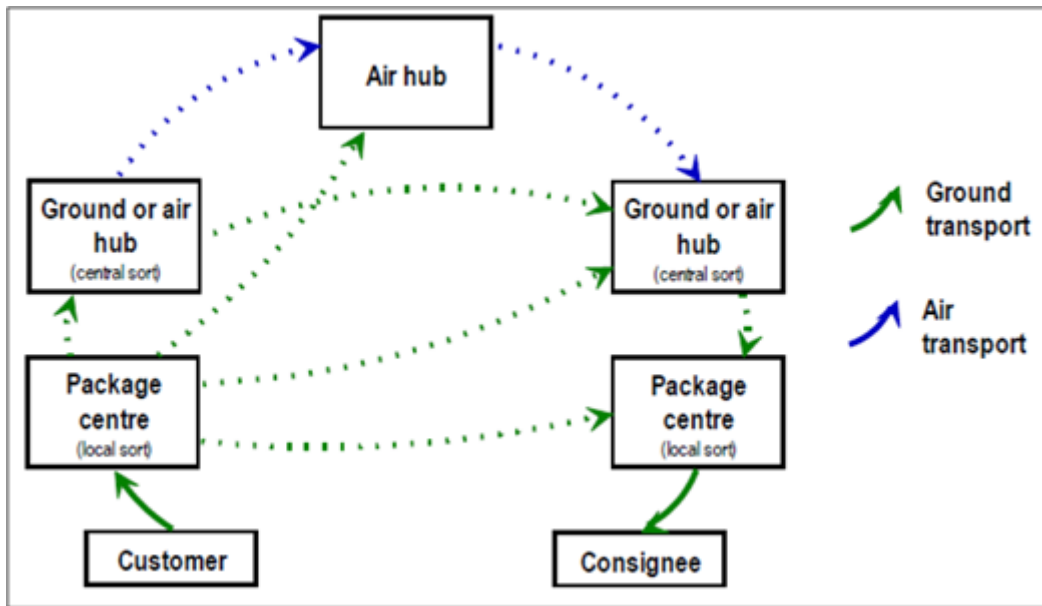 Air hub
Ground or air
hub
(central sort)
Ground or air
hub
(central sort)
Ground
transport
Air
transport
Package
centre
(local sort)
Package
centre
(local sort)
Customer
Consignee